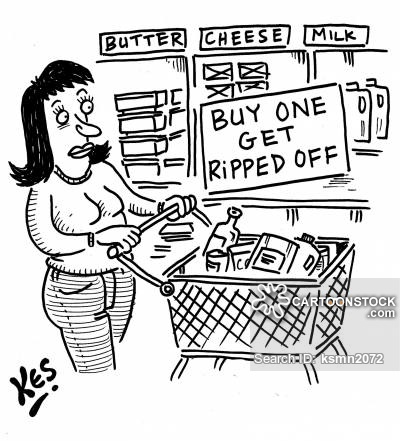 BUTTER CHEESE MILK
BUY ONE
GET
RiPPED OFF
CARTOONSTOCK
.com
Search ID: ksmn2072
Kes.